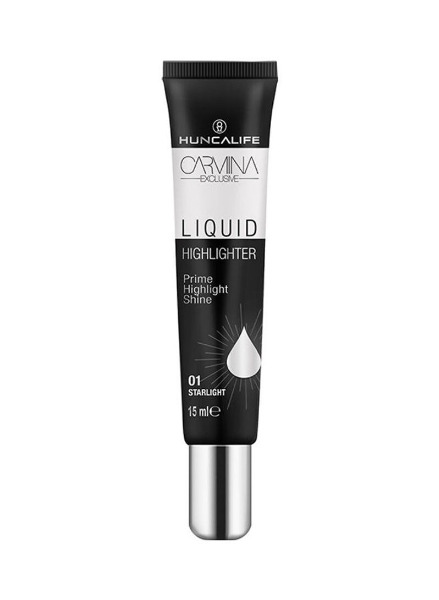 HUNCALIFE
CARMINA
EXCLUSIVE
LIQUID
HIGHLIGHTER
Prime
Highlight
Shine
01
STARLIGHT
15 ml℮